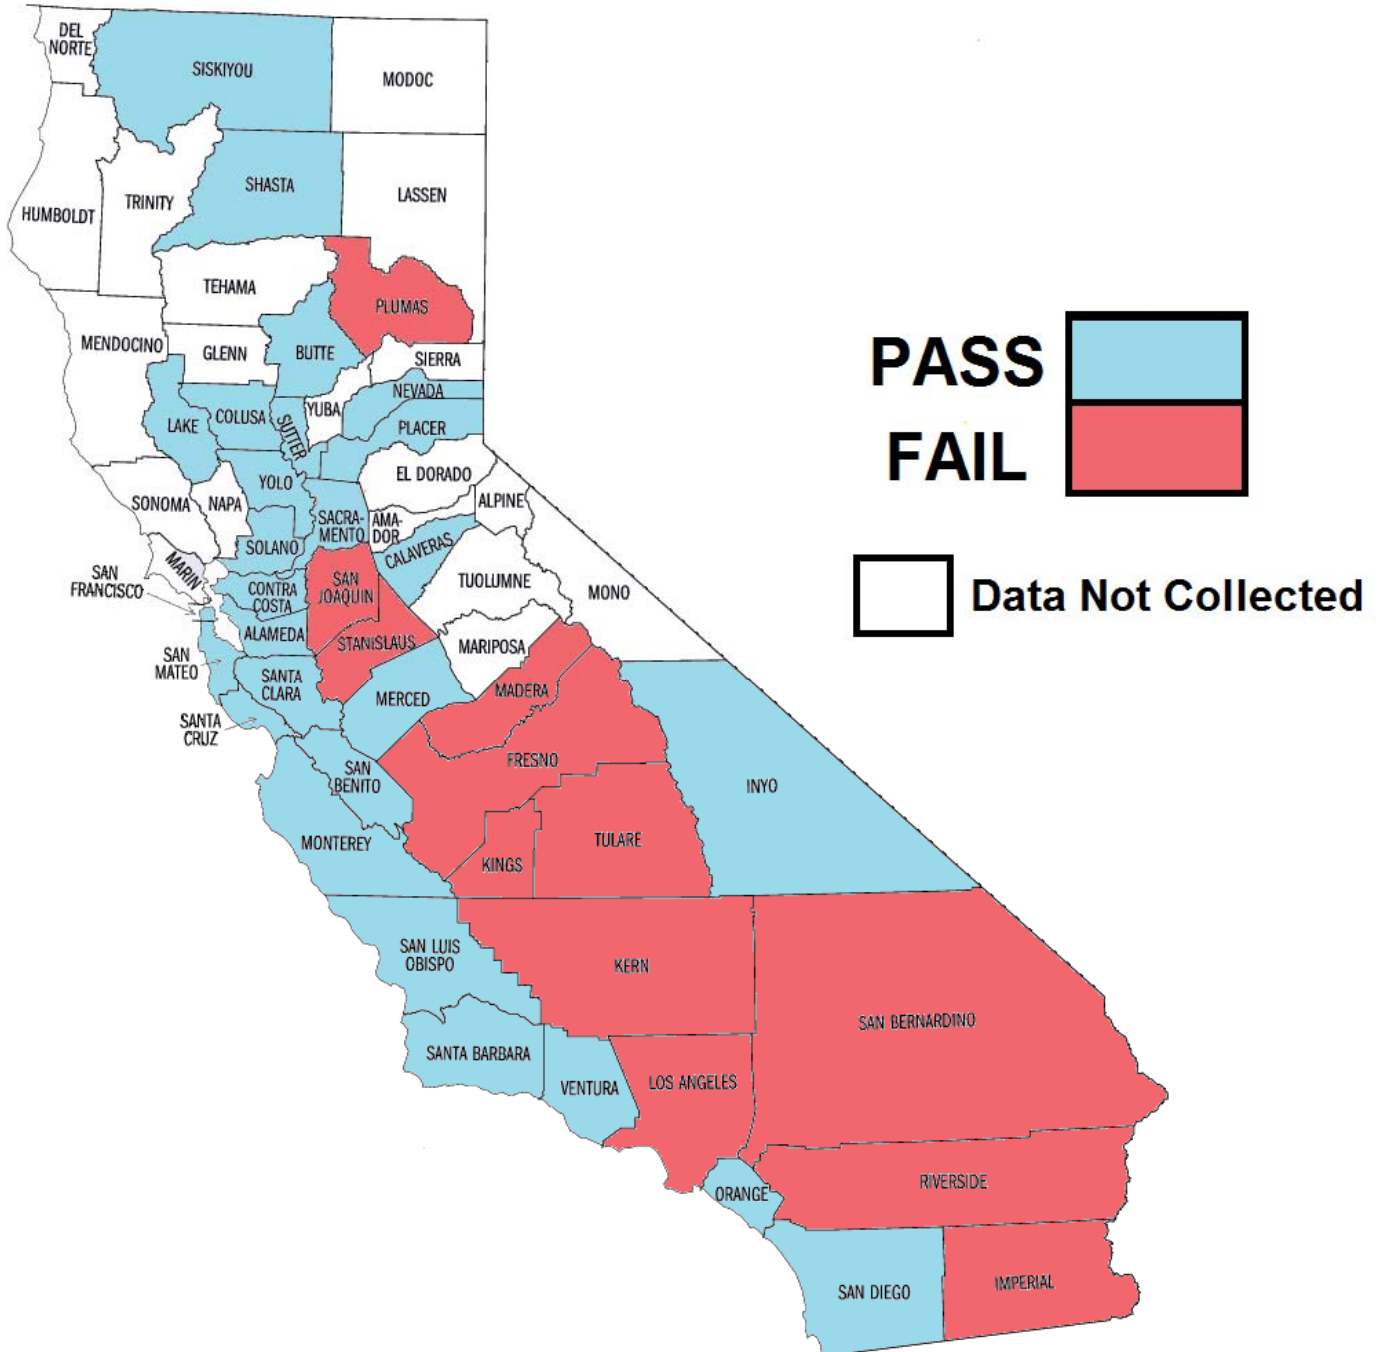 DEL
NORTE
SISKIYOU
MODOC
HUMBOLDT
TRINITY
SHASTA
LASSEN
TEHAMA
PLUMAS
MENDOCINO
GLENN
BUTTE
SIERRA
LAKE
COLUSA
SUTTER
YUBA
NEVADA
PLACER
YOLO
EL DORADO
SONOMA
NAPA
SACRA-
MENTO
AMA-
DOR
ALPINE
SOLANO
CALAVERAS
MARIN
SAN
FRANCISCO
CONTRA
COSTA
SAN
JOAQUIN
TUOLUMNE
MONO
ALAMEDA
STANISLAUS
MARIPOSA
SAN
MATEO
SANTA
CLARA
MERCED
MADERA
SANTA
CRUZ
SAN
BENITO
FRESNO
INYO
MONTEREY
KINGS
TULARE
SAN LUIS
OBISPO
KERN
SAN BERNARDINO
SANTA BARBARA
VENTURA
LOS ANGELES
ORANGE
RIVERSIDE
SAN DIEGO
IMPERIAL
PASS
FAIL
Data Not Collected